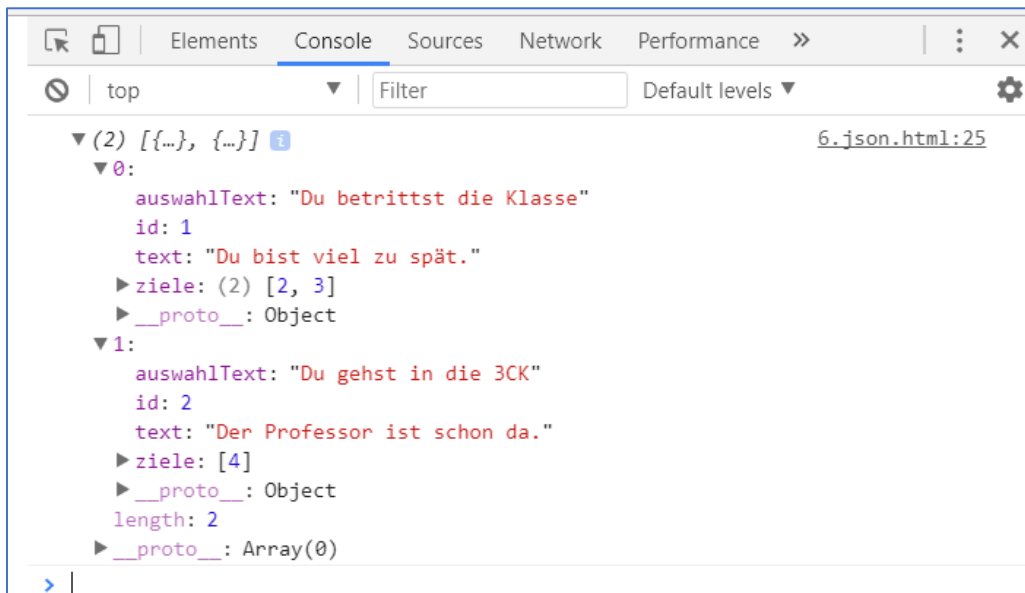 Elements Console Sources Network Performance »
top ▼ Filter Default levels ▼
▼ (2) [{…}, {…}] i 6.json.html:25
▼ 0:
auswahlText: "Du betrittst die Klasse"
id: 1
text: "Du bist viel zu spät."
▶ ziele: (2) [2, 3]
▶ __proto__: Object
▼ 1:
auswahlText: "Du gehst in die 3CK"
id: 2
text: "Der Professor ist schon da."
▶ ziele: [4]
▶ __proto__: Object
length: 2
▶ __proto__: Array(0)
>